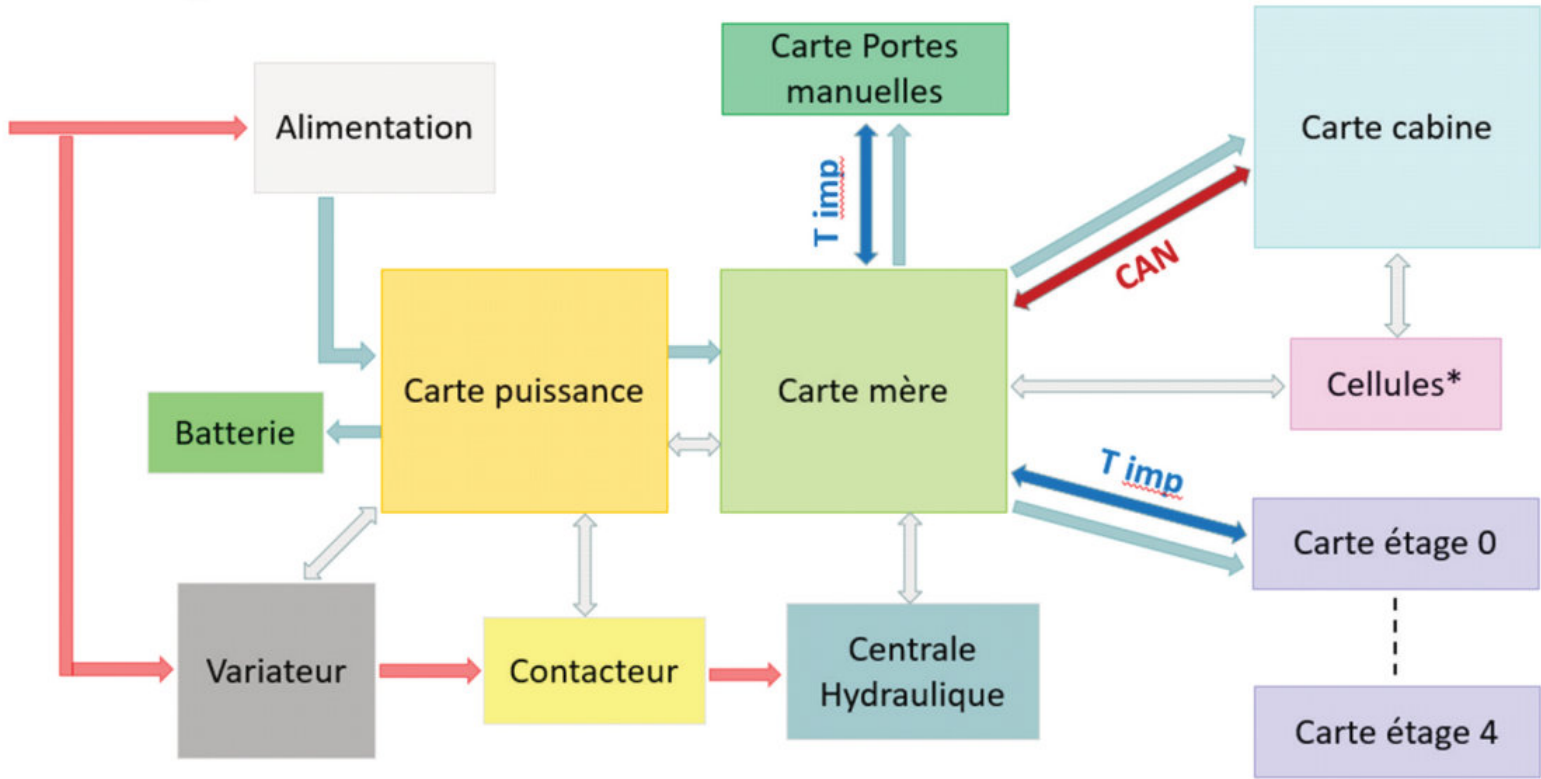 Carte Portes
manuelles
Alimentation
Carte cabine
T imp
CAN
Carte puissance
Carte mère
Cellules*
Batterie
T imp
Carte étage 0
Variateur
Contacteur
Centrale
Hydraulique
Carte étage 4